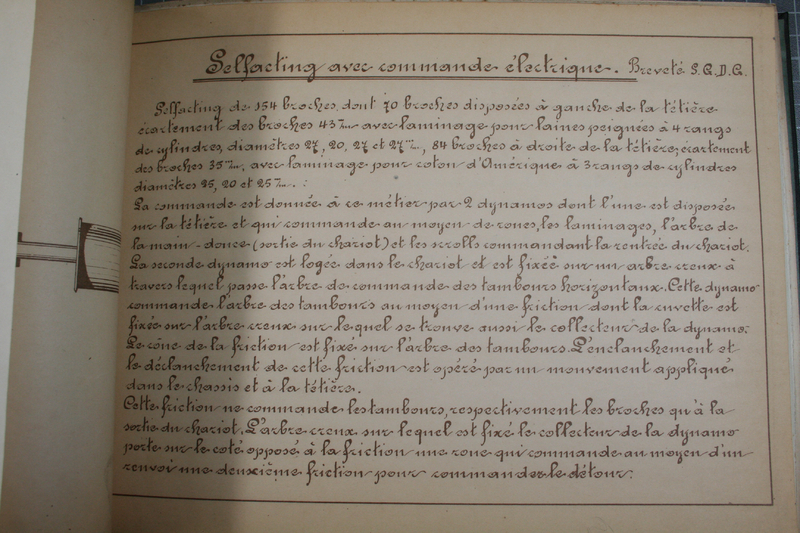 Selfacting avec commande électrique. Breveté S.G.D.G.
Selfacting de 154 broches dont 70 broches disposées à gauche de la têtière
écartement des broches 43 m/m avec laminage pour laines peignées à 4 rangs
de cylindres, diamètres 27, 20, 27 et 27 m/m, 84 broches à droite de la têtière; écartement
des broches 35 m/m. avec laminage pour coton d'Amérique à 3 rangs de cylindres
diamètres 25, 20 et 25 m/m. :
La commande est donnée à ce métier par 2 dynamos dont l'une est disposée
sur la têtière et qui commande au moyen de roues, les laminages, l'arbre de
la main-douce (sortie du chariot) et les scrolls commandant la rentrée du chariot.
La seconde dynamo est logée dans le chariot et est fixée sur un arbre creux à
travers lequel passe l'arbre de commande des tambours horizontaux. Cette dynamo
commande l'arbre des tambours au moyen d'une friction dont la cuvette est
fixée sur l'arbre creux sur lequel se trouve aussi le collecteur de la dynamo.
Le cône de la friction est fixé sur l'arbre des tambours. L'enclanchement et
le déclanchement de cette friction est opéré par un mouvement appliqué
dans le chassis et à la têtière.
Cette friction ne commande les tambours, respectivement les broches qu'à la
sortie du chariot. L'arbre creux sur lequel est fixé le collecteur de la dynamo
porte sur le coté opposé à la friction une roue qui commande au moyen d'un
renvoi une deuxième friction pour commander le détour.